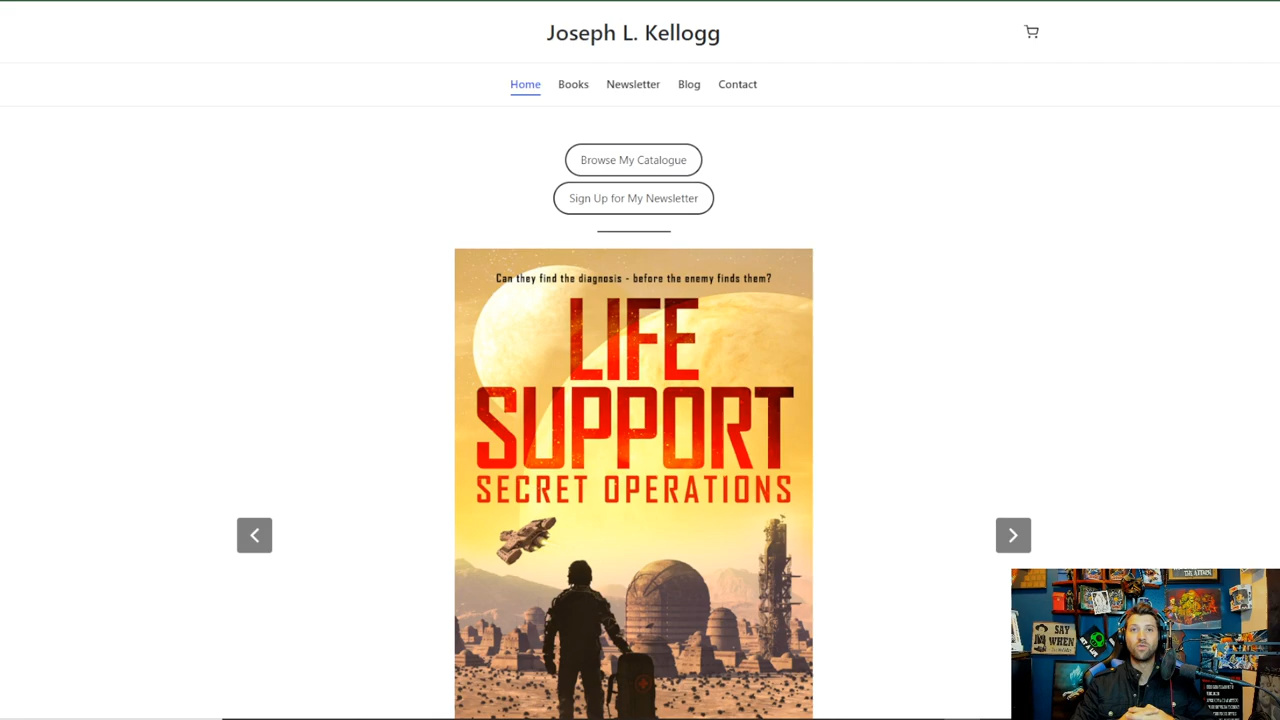 Joseph L. Kellogg
Home Books Newsletter Blog Contact
Browse My Catalogue
Sign Up for My Newsletter
Can they find the diagnosis - before the enemy finds them?
LIFE
SUPPORT
SECRET OPERATIONS
SAY
WHEN